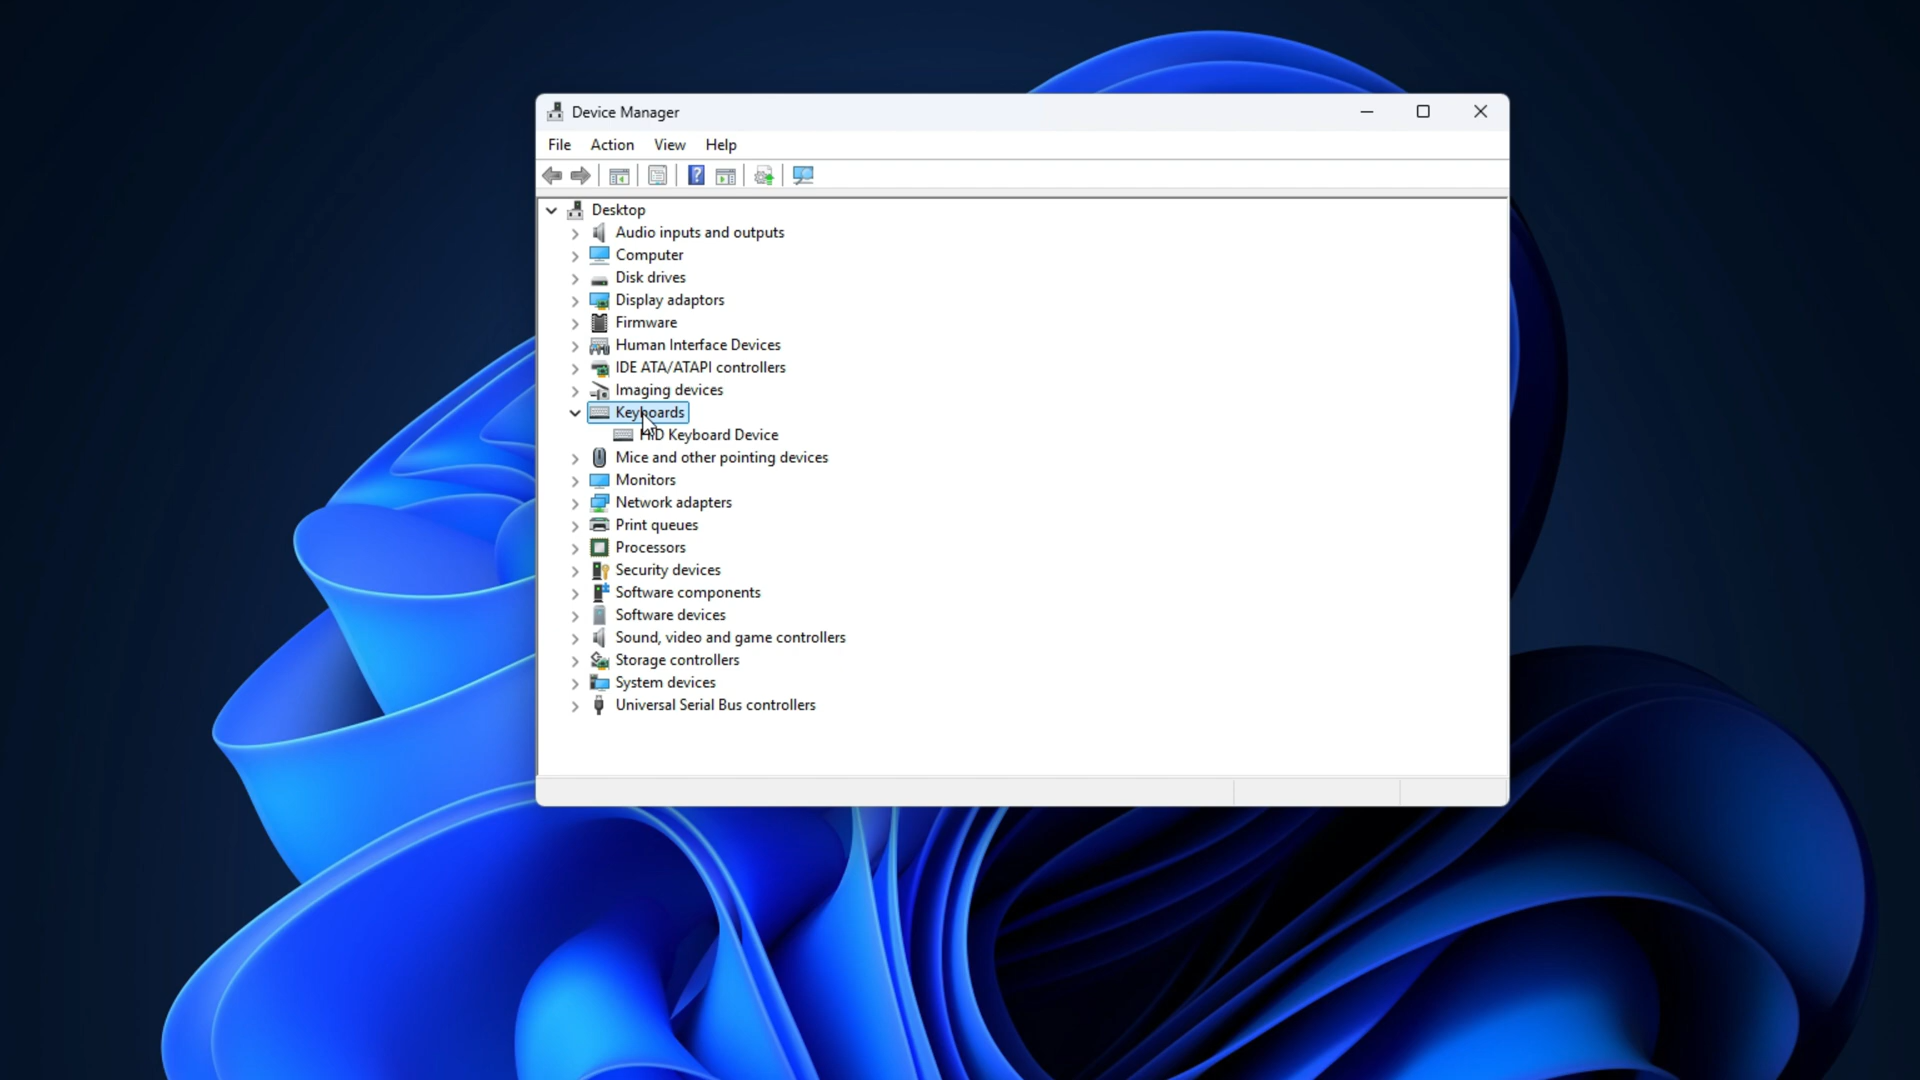 Device Manager
File Action View Help
?
Desktop
Audio inputs and outputs
Computer
Disk drives
Display adaptors
Firmware
Human Interface Devices
IDE ATA/ATAPI controllers
Imaging devices
Keyboards
HID Keyboard Device
Mice and other pointing devices
Monitors
Network adapters
Print queues
Processors
Security devices
Software components
Software devices
Sound, video and game controllers
Storage controllers
System devices
Universal Serial Bus controllers